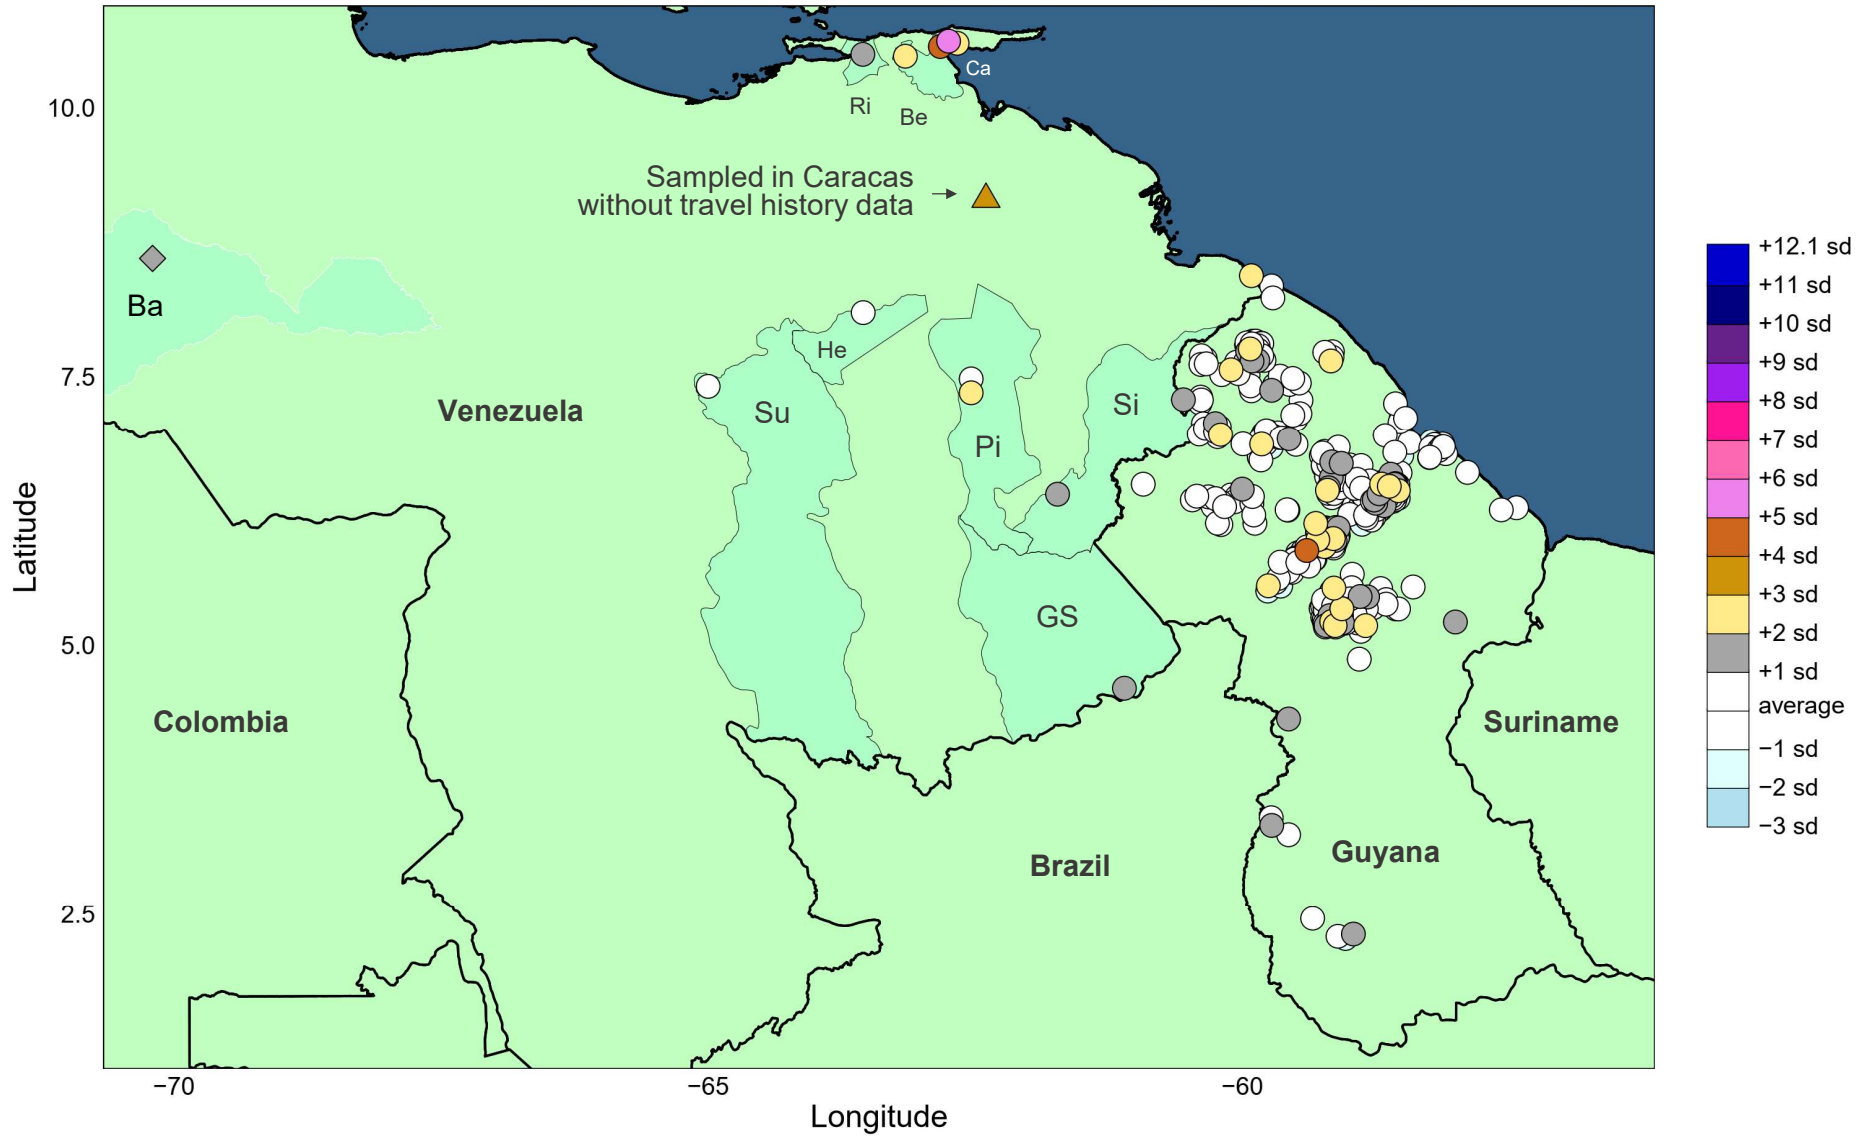 Ca
10.0
Ri
Be
Sampled in Caracas
without travel history data
Ba
He
7.5
Venezuela
Su
Si
Pi
GS
5.0
Colombia
Suriname
Brazil
Guyana
2.5
Latitude
−70
−65
−60
Longitude
+12.1 sd
+11 sd
+10 sd
+9 sd
+8 sd
+7 sd
+6 sd
+5 sd
+4 sd
+3 sd
+2 sd
+1 sd
average
−1 sd
−2 sd
−3 sd